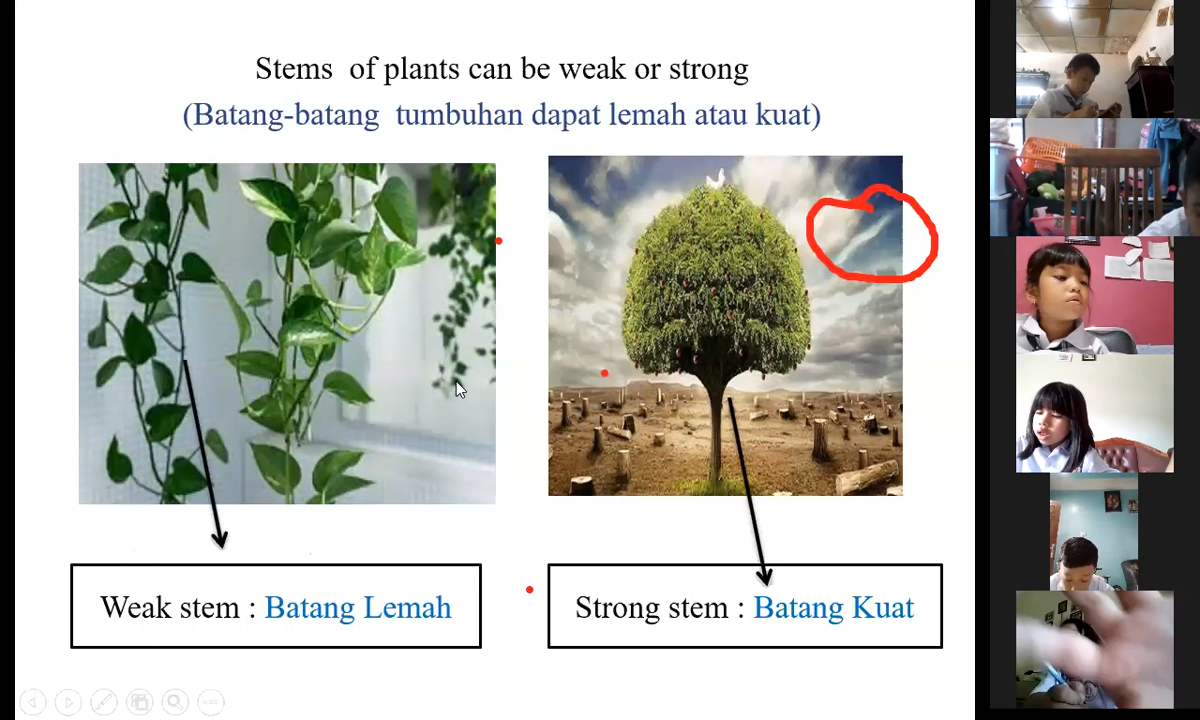 Stems of plants can be weak or strong
(Batang-batang tumbuhan dapat lemah atau kuat)
Weak stem : Batang Lemah
Strong stem : Batang Kuat